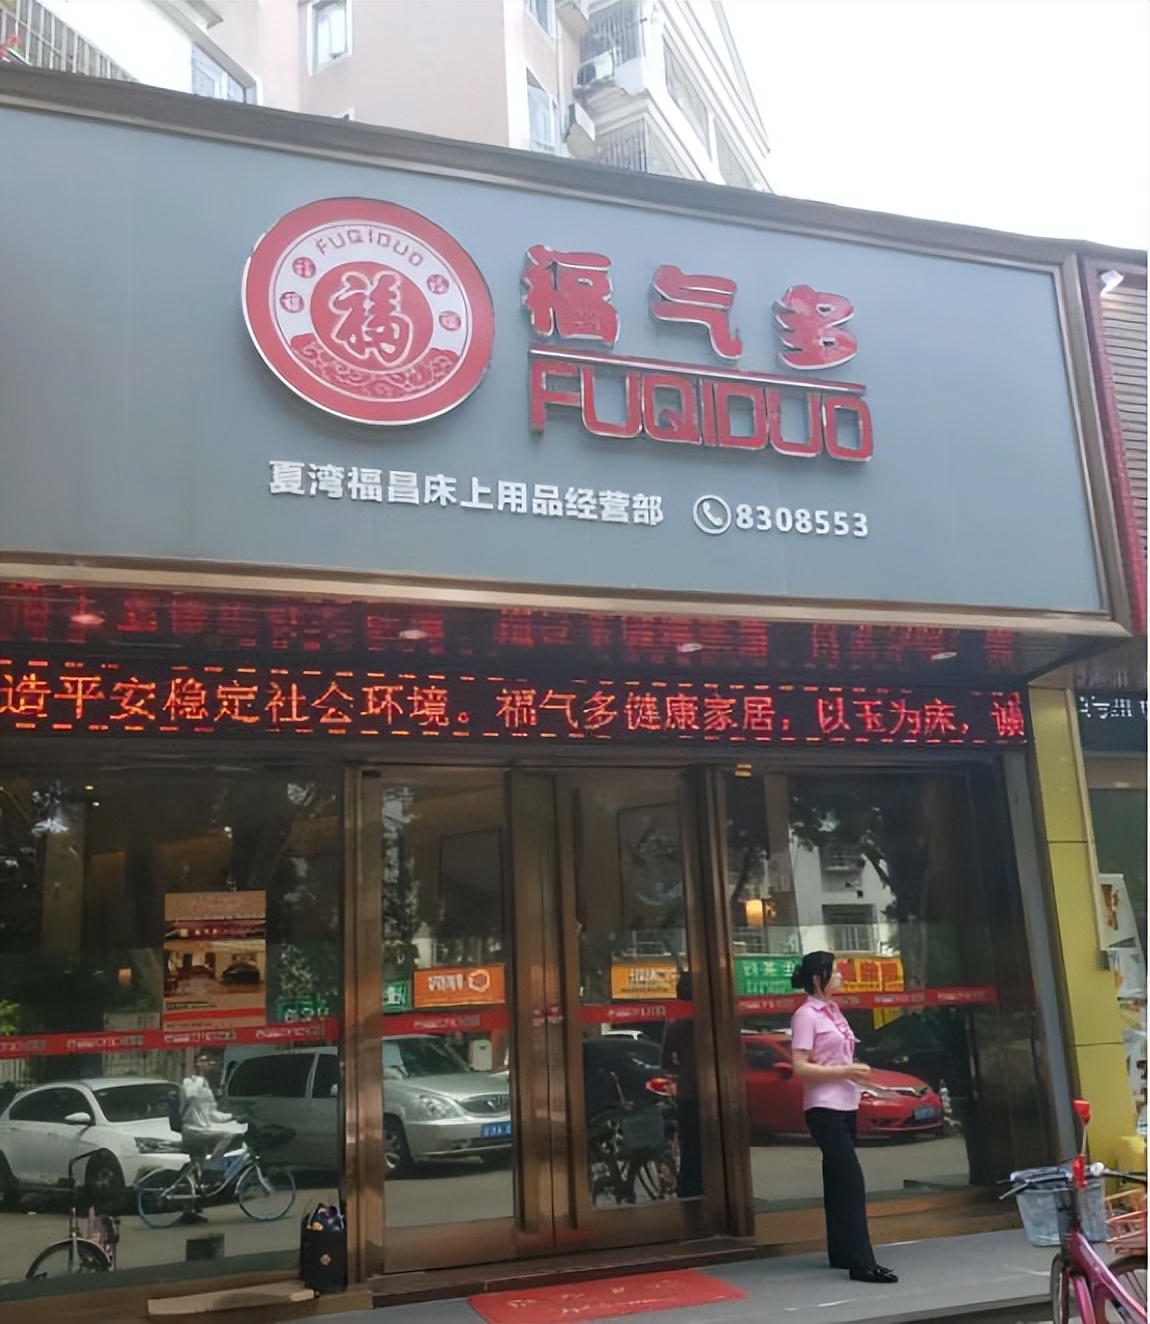 FUQIDUO
福
福气多
FUQIDUO
夏湾福昌床上用品经营部 8308553
造平安稳定社会环境。福气多健康家居，以玉为床，诚